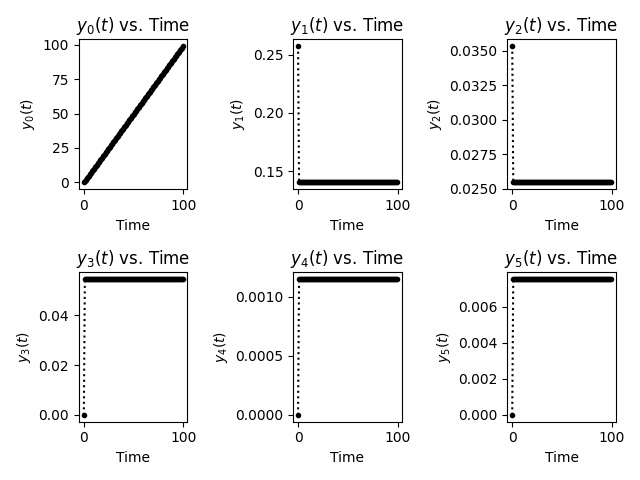 y₀(t) vs. Time
y₁(t) vs. Time
y₂(t) vs. Time
100
75
50
25
0
y₀(t)
0 100
Time
0.25
0.20
0.15
y₁(t)
0 100
Time
0.0350
0.0325
0.0300
0.0275
0.0250
y₂(t)
0 100
Time
y₃(t) vs. Time
y₄(t) vs. Time
y₅(t) vs. Time
0.04
0.02
0.00
y₃(t)
0 100
Time
0.0010
0.0005
0.0000
y₄(t)
0 100
Time
0.006
0.004
0.002
0.000
y₅(t)
0 100
Time